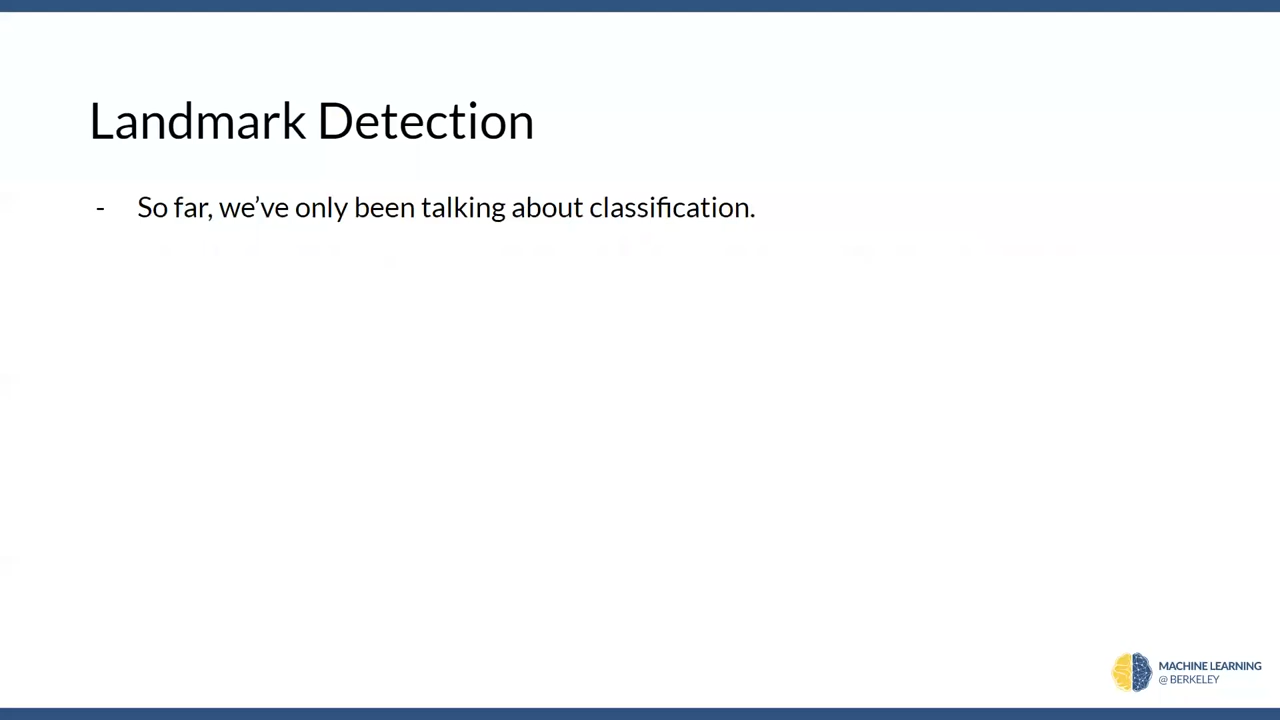 Landmark Detection
- So far, we've only been talking about classification.
MACHINE LEARNING
@ BERKELEY